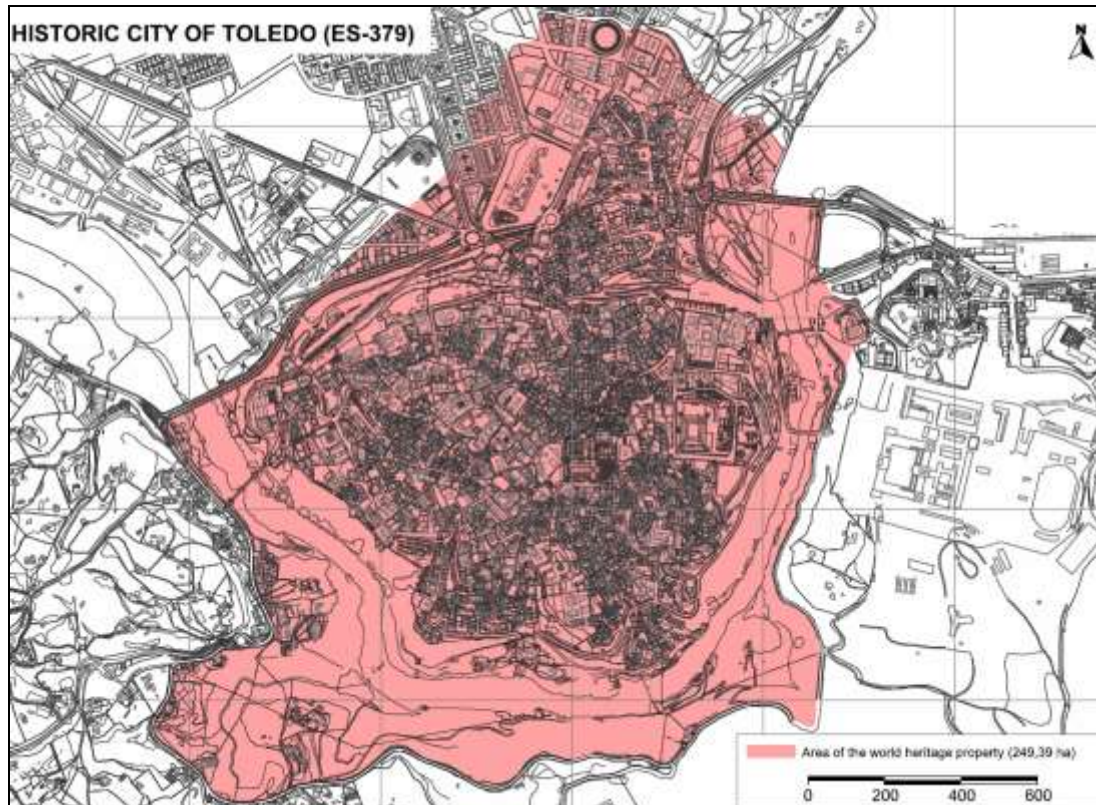 HISTORIC CITY OF TOLEDO (ES-379)
N
Area of the world heritage property (249,39 ha)
0 200 400 600